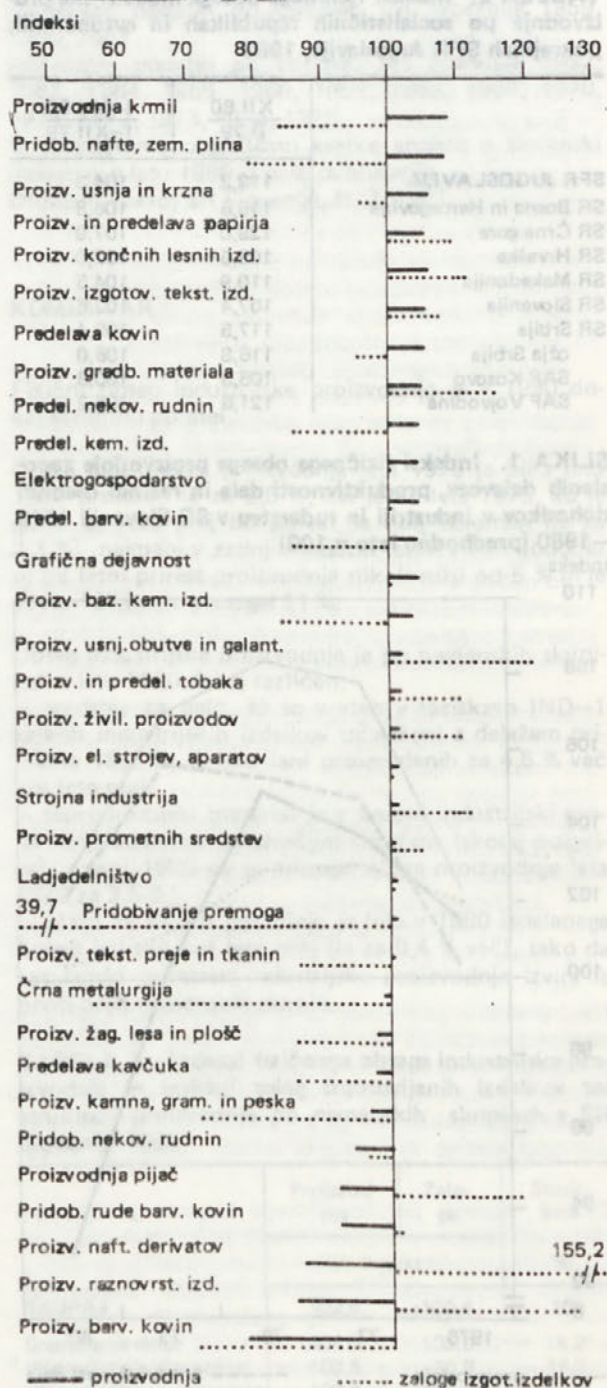 Indeksi
50 60 70 80 90 100 110 120 130
Proizvodnja krmil
Pridob. nafte, zem. plina
Proizv. usnja in krzna
Proizv. in predelava papirja
Proizv. končnih lesnih izd.
Proizv. izgotov. tekst. izd.
Predelava kovin
Proizv. gradb. materiala
Predel. nekov. rudnin
Predel. kem. izd.
Elektrogospodarstvo
Predel. barv. kovin
Grafična dejavnost
Proizv. baz. kem. izd.
Proizv. usnj.obutve in galant.
Proizv. in predel. tobaka
Proizv. živil. proizvodov
Proizv. el. strojev, aparatov
Strojna industrija
Proizv. prometnih sredstev
Ladjedelništvo
39,7 Pridobivanje premoga
Proizv. tekst. preje in tkanin
Črna metalurgija
Proizv. žag. lesa in plošč
Predelava kavčuka
Proizv. kamna, gram. in peska
Pridob. nekov. rudnin
Proizvodnja pijač
Pridob. rude barv. kovin
Proizv. naft. derivatov
155,2
Proizv. raznovrst. izd.
Proizv. barv. kovin
proizvodnja zaloge izgot.izdelkov